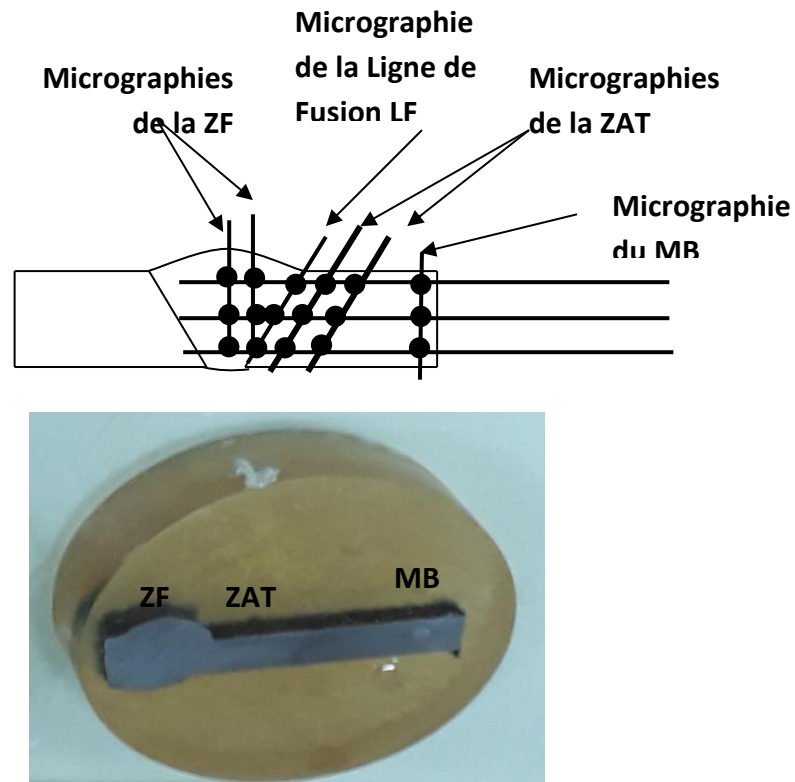 Micrographie
de la Ligne de
Fusion LF
Micrographies
de la ZF
Micrographies
de la ZAT
Micrographie
du MB
ZF
ZAT
MB